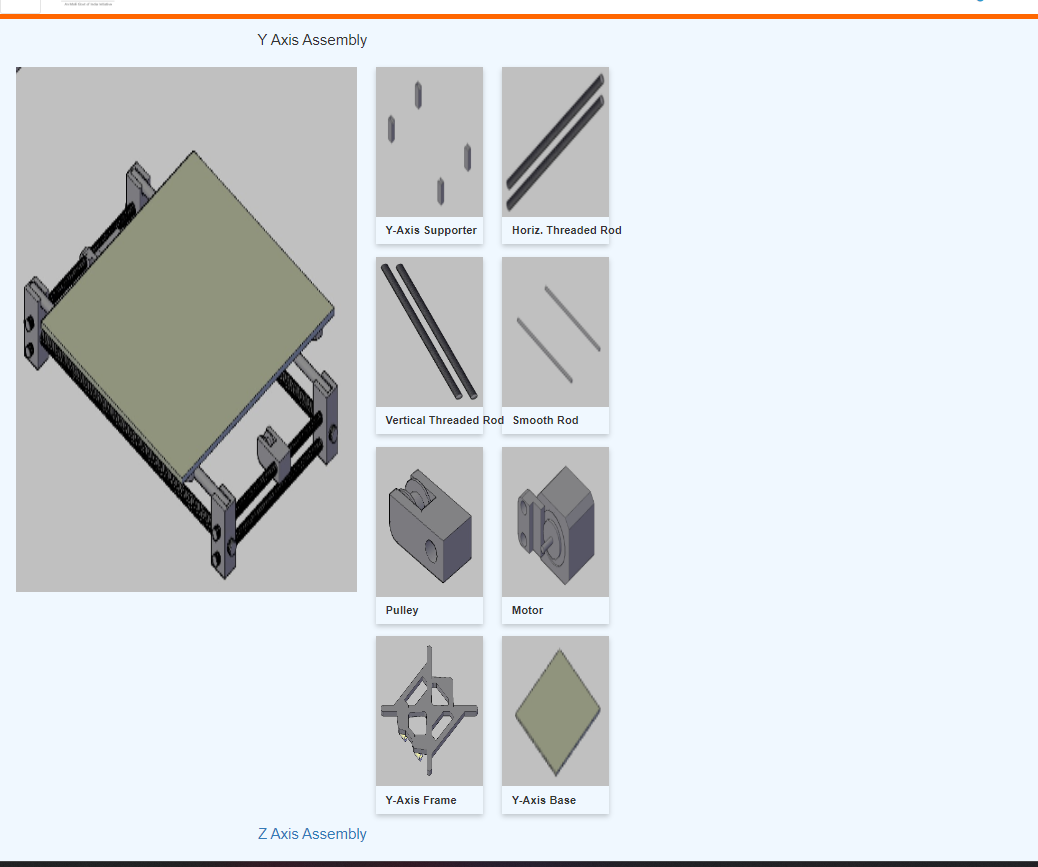 Y Axis Assembly
Y-Axis Supporter
Horiz. Threaded Rod
Vertical Threaded Rod
Smooth Rod
Pulley
Motor
Y-Axis Frame
Y-Axis Base
Z Axis Assembly